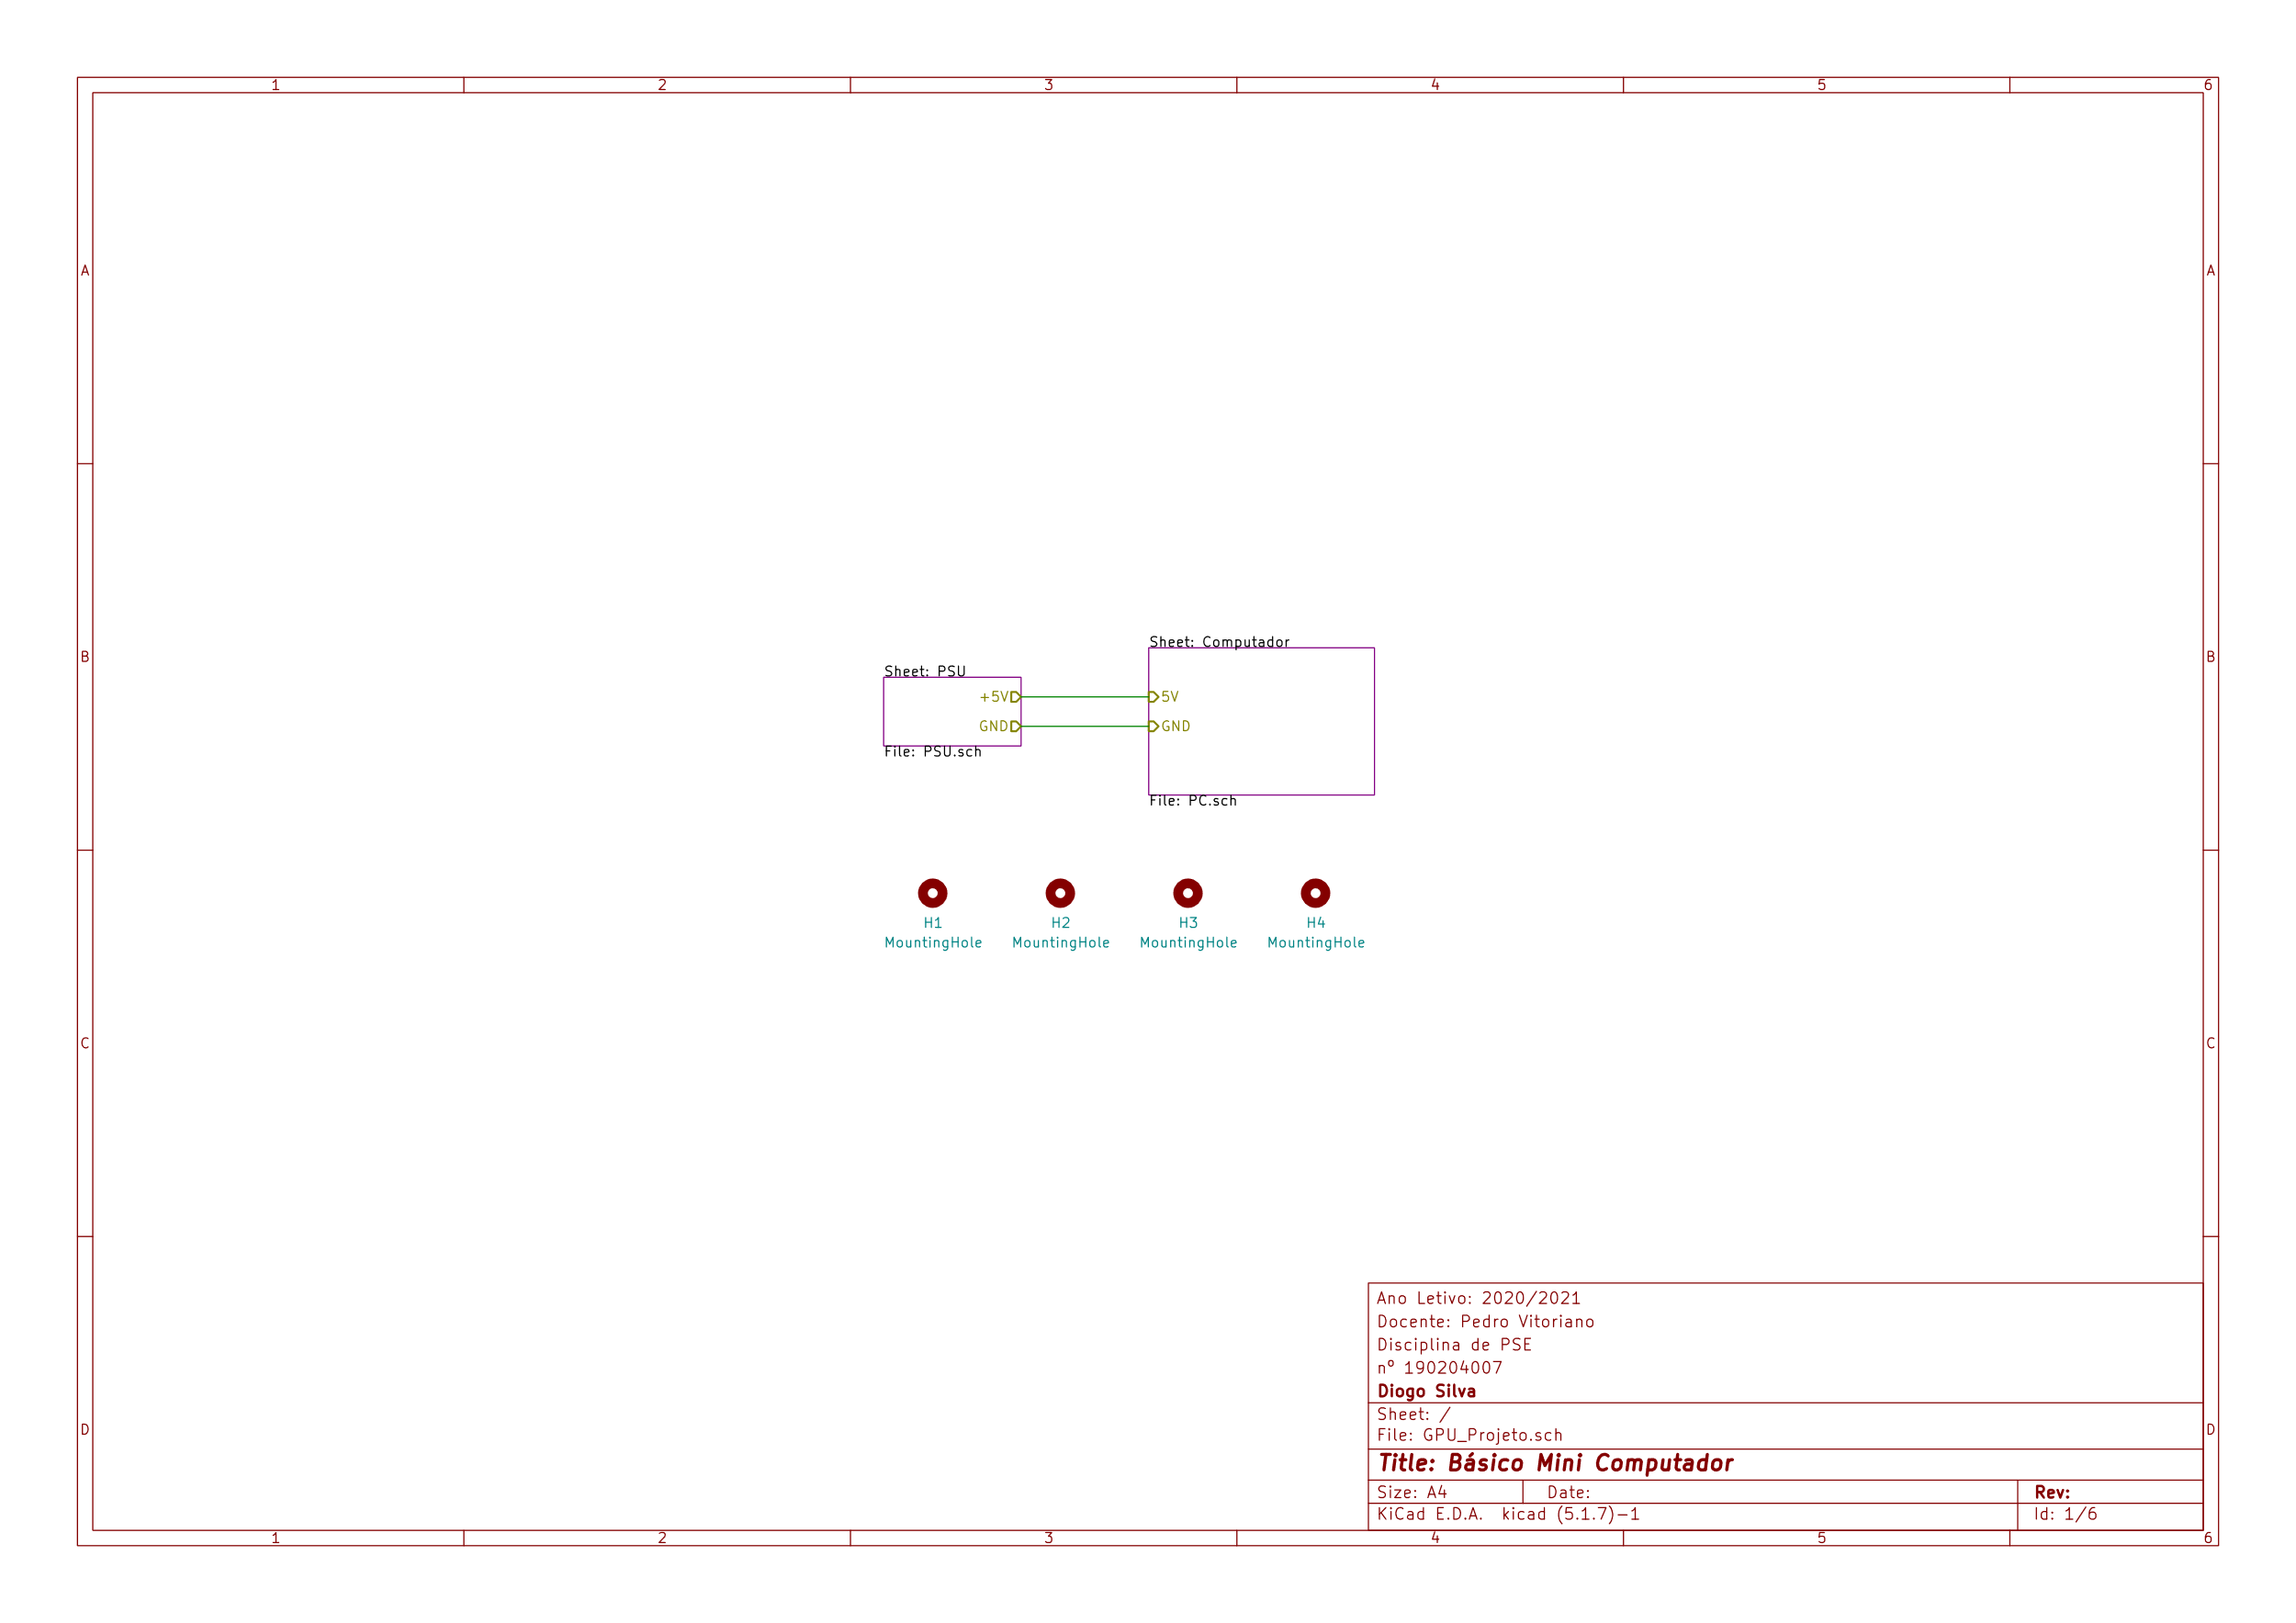 1 2 3 4 5 6
A A
Sheet: Computador
B B
Sheet: PSU
+5V 5V
GND GND
File: PSU.sch
File: PC.sch
H1 H2 H3 H4
MountingHole MountingHole MountingHole MountingHole
C C
Ano Letivo: 2020/2021
Docente: Pedro Vitoriano
Disciplina de PSE
nº 190204007
Diogo Silva
Sheet: /
File: GPU_Projeto.sch
D D
Title: Básico Mini Computador
Size: A4 Date: Rev:
KiCad E.D.A. kicad (5.1.7)-1 Id: 1/6
1 2 3 4 5 6